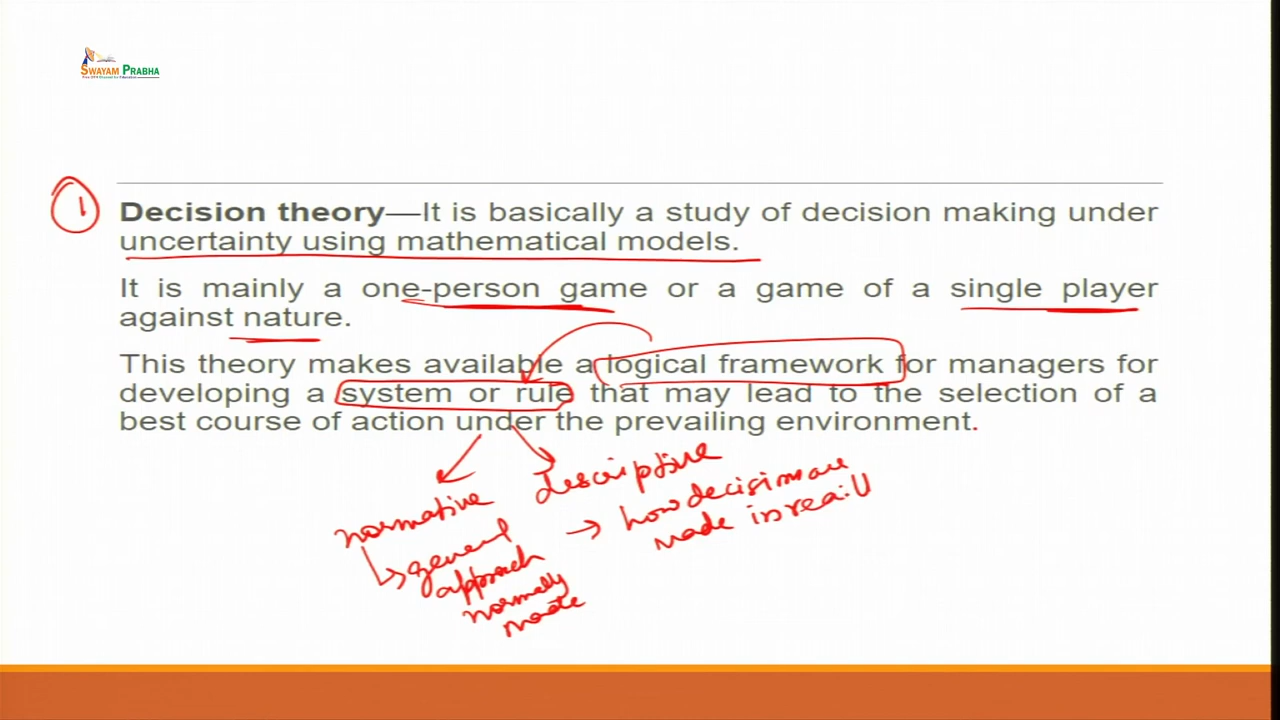 SWAYAM PRABHA
1
Decision theory—It is basically a study of decision making under
uncertainty using mathematical models.
It is mainly a one-person game or a game of a single player
against nature.
This theory makes available a logical framework for managers for
developing a system or rule that may lead to the selection of a
best course of action under the prevailing environment.
normative
general
approach
normally
made
descriptive
how decision are
made in